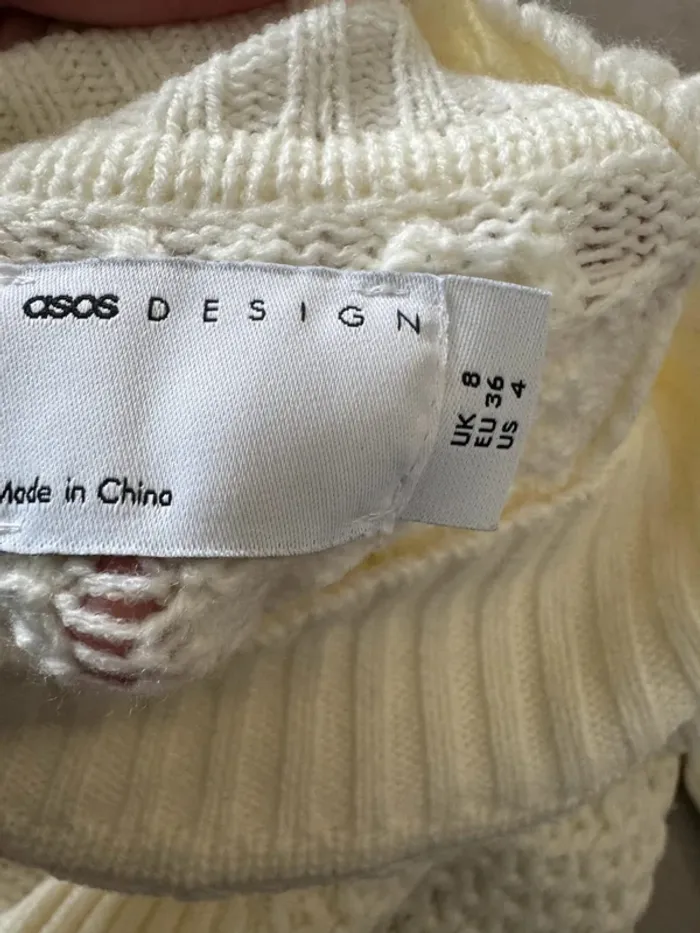 asos DESIGN
Made in China
UK 8
EU 36
US 4